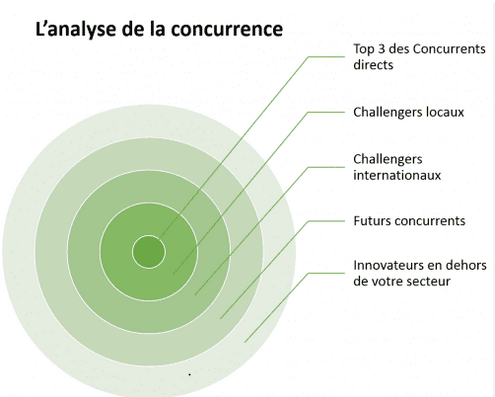 L'analyse de la concurrence
Top 3 des Concurrents
directs
Challengers locaux
Challengers
internationaux
Futurs concurrents
Innovateurs en dehors
de votre secteur